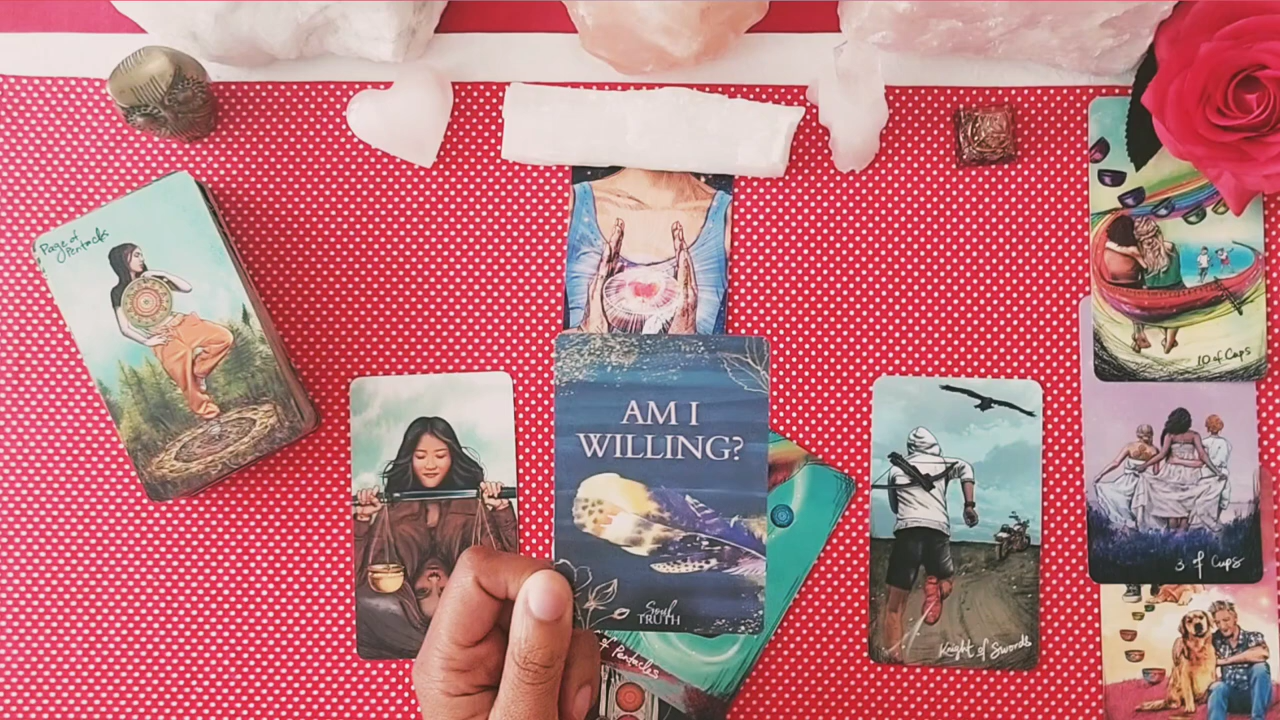 Page of
Pentacles
AM I
WILLING?
Soul
TRUTH
of Pentacles
Knight of Swords
10 of Cups
3 of Cups